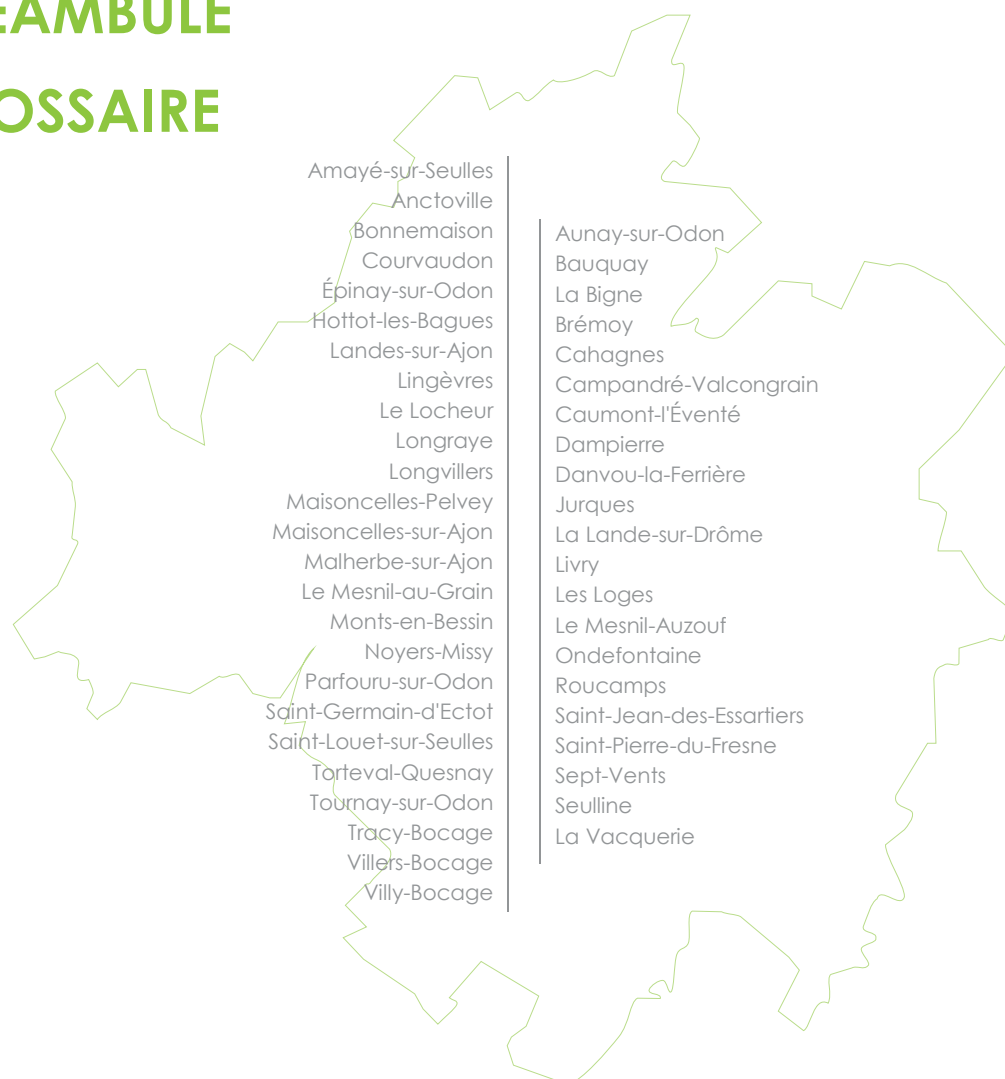 ÉAMBULE
OSSAIRE
Amayé-sur-Seulles
Anctoville
Bonnemaison
Courvaudon
Épinay-sur-Odon
Hottot-les-Bagues
Landes-sur-Ajon
Lingèvres
Le Locheur
Longraye
Longvillers
Maisoncelles-Pelvey
Maisoncelles-sur-Ajon
Malherbe-sur-Ajon
Le Mesnil-au-Grain
Monts-en-Bessin
Noyers-Missy
Parfouru-sur-Odon
Saint-Germain-d'Ectot
Saint-Louet-sur-Seulles
Torteval-Quesnay
Tournay-sur-Odon
Tracy-Bocage
Villers-Bocage
Villy-Bocage
Aunay-sur-Odon
Bauquay
La Bigne
Brémoy
Cahagnes
Campandré-Valcongrain
Caumont-l'Éventé
Dampierre
Danvou-la-Ferrière
Jurques
La Lande-sur-Drôme
Livry
Les Loges
Le Mesnil-Auzouf
Ondefontaine
Roucamps
Saint-Jean-des-Essartiers
Saint-Pierre-du-Fresne
Sept-Vents
Seulline
La Vacquerie